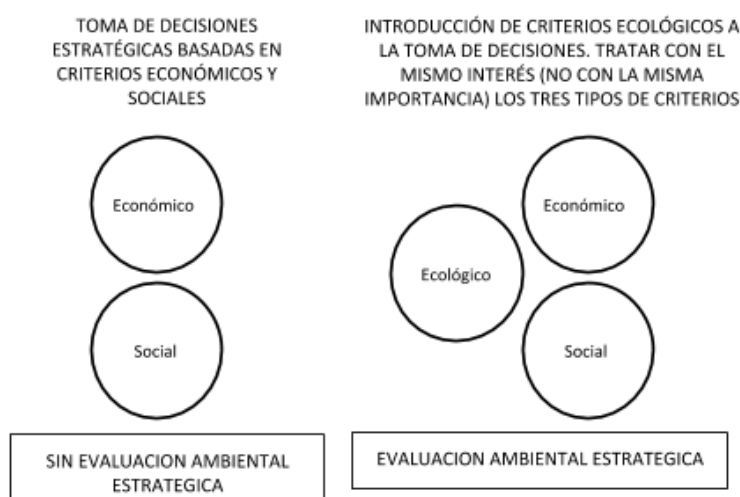 TOMA DE DECISIONES
ESTRATÉGICAS BASADAS EN
CRITERIOS ECONÓMICOS Y
SOCIALES
Económico
Social
SIN EVALUACION AMBIENTAL
ESTRATEGICA
INTRODUCCIÓN DE CRITERIOS ECOLÓGICOS A
LA TOMA DE DECISIONES. TRATAR CON EL
MISMO INTERÉS (NO CON LA MISMA
IMPORTANCIA) LOS TRES TIPOS DE CRITERIOS
Económico
Ecológico
Social
EVALUACION AMBIENTAL ESTRATEGICA